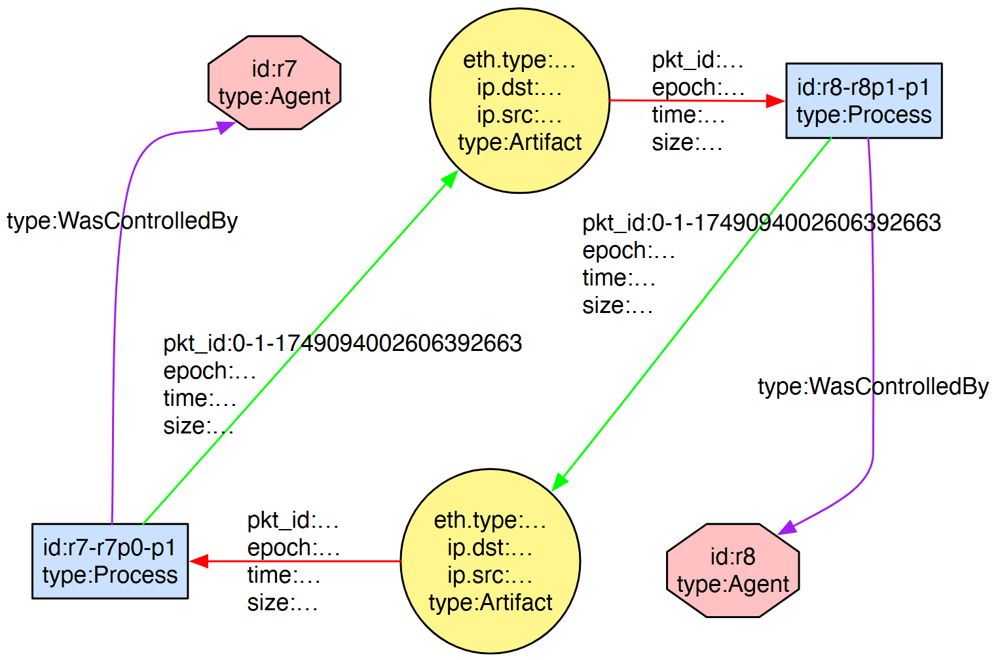 id:r7
type:Agent
eth.type:…
ip.dst:…
ip.src:…
type:Artifact
pkt_id:…
epoch:…
time:…
size:…
id:r8-r8p1-p1
type:Process
type:WasControlledBy
pkt_id:0-1-1749094002606392663
epoch:…
time:…
size:…
pkt_id:0-1-1749094002606392663
epoch:…
time:…
size:…
type:WasControlledBy
id:r7-r7p0-p1
type:Process
pkt_id:…
epoch:…
time:…
size:…
eth.type:…
ip.dst:…
ip.src:…
type:Artifact
id:r8
type:Agent